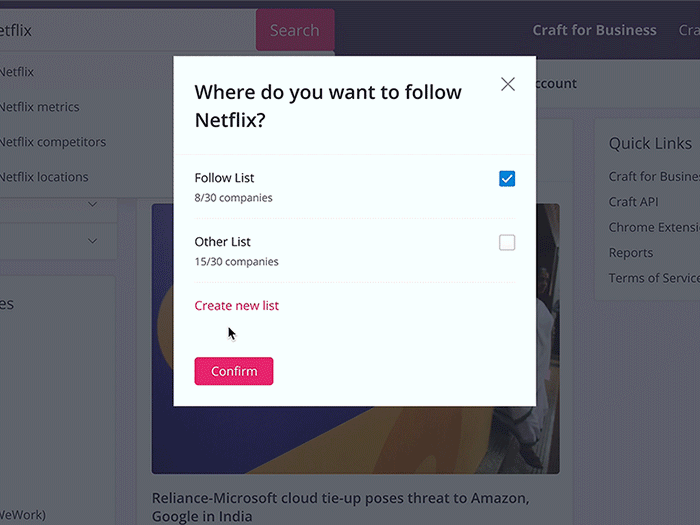 etflix
Search
Craft for Business
Cra
Netflix
Netflix metrics
Netflix competitors
Netflix locations
ccount
Where do you want to follow
Netflix?
Follow List
8/30 companies
Other List
15/30 companies
Create new list
Confirm
Quick Links
Craft for Busine
Craft API
Chrome Extensi
Reports
Terms of Service
es
WeWork)
Reliance-Microsoft cloud tie-up poses threat to Amazon,
Google in India